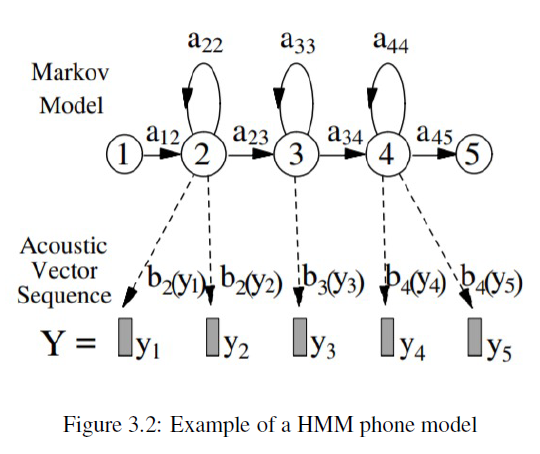 a22 a33 a44
Markov
Model
a12 a23 a34 a45
1 2 3 4 5
Acoustic
Vector
Sequence
b2(y1) b2(y2) b3(y3) b4(y4) b4(y5)
Y = y1 y2 y3 y4 y5
Figure 3.2: Example of a HMM phone model